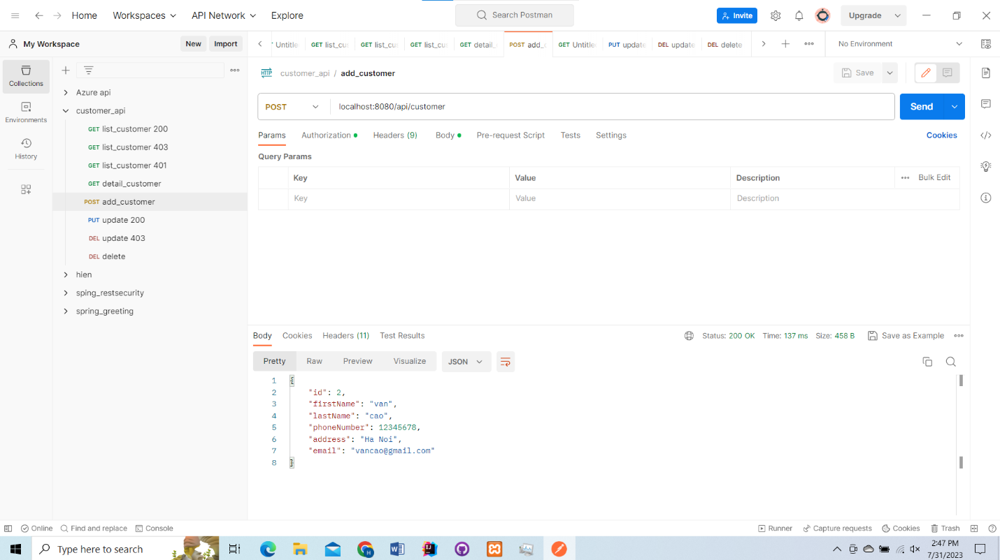 Home Workspaces API Network Explore Search Postman Invite Upgrade
My Workspace New Import Untitle GET list_cu GET list_cu GET list_cu GET detail_ POST add_ GET Untitle PUT update DEL update DEL delete No Environment
Collections
Environments
History
Azure api
customer_api
GET list_customer 200
GET list_customer 403
GET list_customer 401
GET detail_customer
POST add_customer
PUT update 200
DEL update 403
DEL delete
hien
sping_restsecurity
spring_greeting
HTTP customer_api / add_customer Save
POST localhost:8080/api/customer Send
Params Authorization Headers (9) Body Pre-request Script Tests Settings Cookies
Query Params
Key Value Description Bulk Edit
Key Value Description
Body Cookies Headers (11) Test Results Status: 200 OK Time: 137 ms Size: 458 B Save as Example
Pretty Raw Preview Visualize JSON
1 {
2 "id": 2,
3 "firstName": "van",
4 "lastName": "cao",
5 "phoneNumber": 12345678,
6 "address": "Ha Noi",
7 "email": "vancao@gmail.com"
8 }
Online Find and replace Console Runner Capture requests Cookies Trash
Type here to search
2:47 PM
7/31/2023